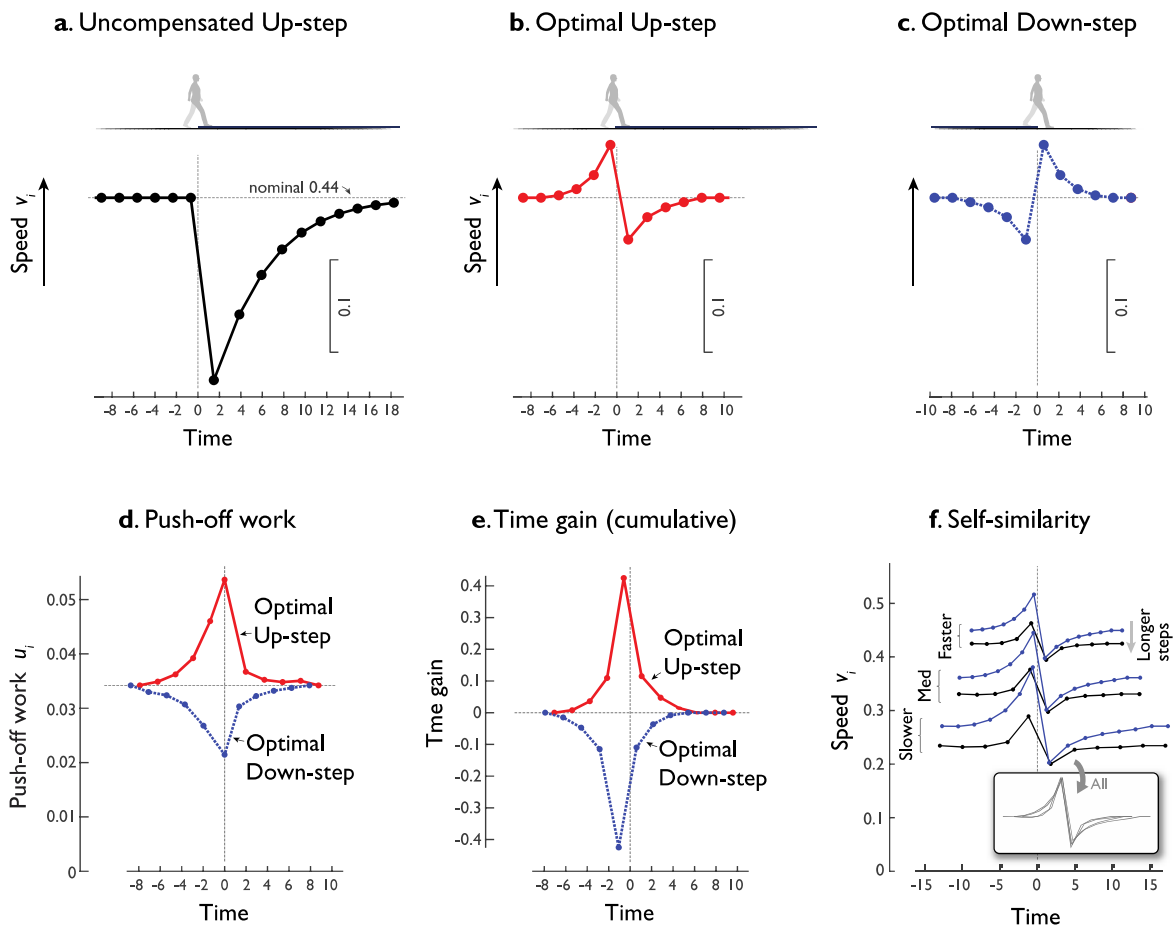 a. Uncompensated Up-step
b. Optimal Up-step
c. Optimal Down-step
Speed v_i
nominal 0.44
0.1
-8 -6 -4 -2 0 2 4 6 8 10 12 14 16 18
Time
Speed v_i
0.1
-8 -6 -4 -2 0 2 4 6 8 10
Time
0.1
-10 -8 -6 -4 -2 0 2 4 6 8 10
Time
d. Push-off work
e. Time gain (cumulative)
f. Self-similarity
Push-off work u_i
0.05
0.04
0.03
0.02
0.01
0
Optimal
Up-step
Optimal
Down-step
-8 -6 -4 -2 0 2 4 6 8 10
Time
Tme gain
0.4
0.3
0.2
0.1
0
-0.1
-0.2
-0.3
-0.4
Optimal
Up-step
Optimal
Down-step
-8 -6 -4 -2 0 2 4 6 8 10
Time
Speed v_i
0.5
0.4
0.3
0.2
0.1
0
Faster
Med
Slower
Longer
steps
All
-15 -10 -5 0 5 10 15
Time